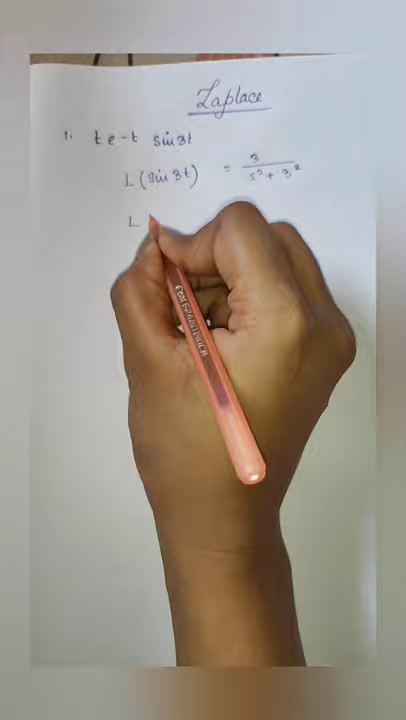 Laplace
1. t e-t sin3t
L (sin 3t) = 3 / s² + 3²
L